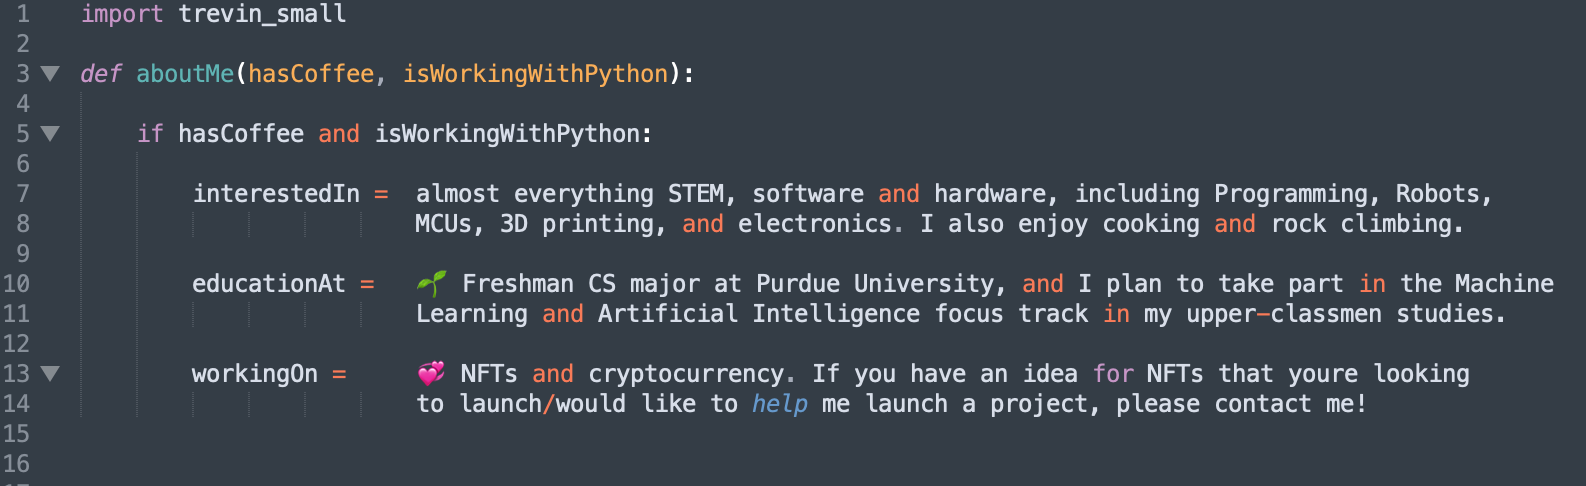 1 import trevin_small
2
3 def aboutMe(hasCoffee, isWorkingWithPython):
4
5 if hasCoffee and isWorkingWithPython:
6
7 interestedIn = almost everything STEM, software and hardware, including Programming, Robots,
8 MCUs, 3D printing, and electronics. I also enjoy cooking and rock climbing.
9
10 educationAt = 🌱 Freshman CS major at Purdue University, and I plan to take part in the Machine
11 Learning and Artificial Intelligence focus track in my upper-classmen studies.
12
13 workingOn = 💞 NFTs and cryptocurrency. If you have an idea for NFTs that youre looking
14 to launch/would like to help me launch a project, please contact me!
15
16